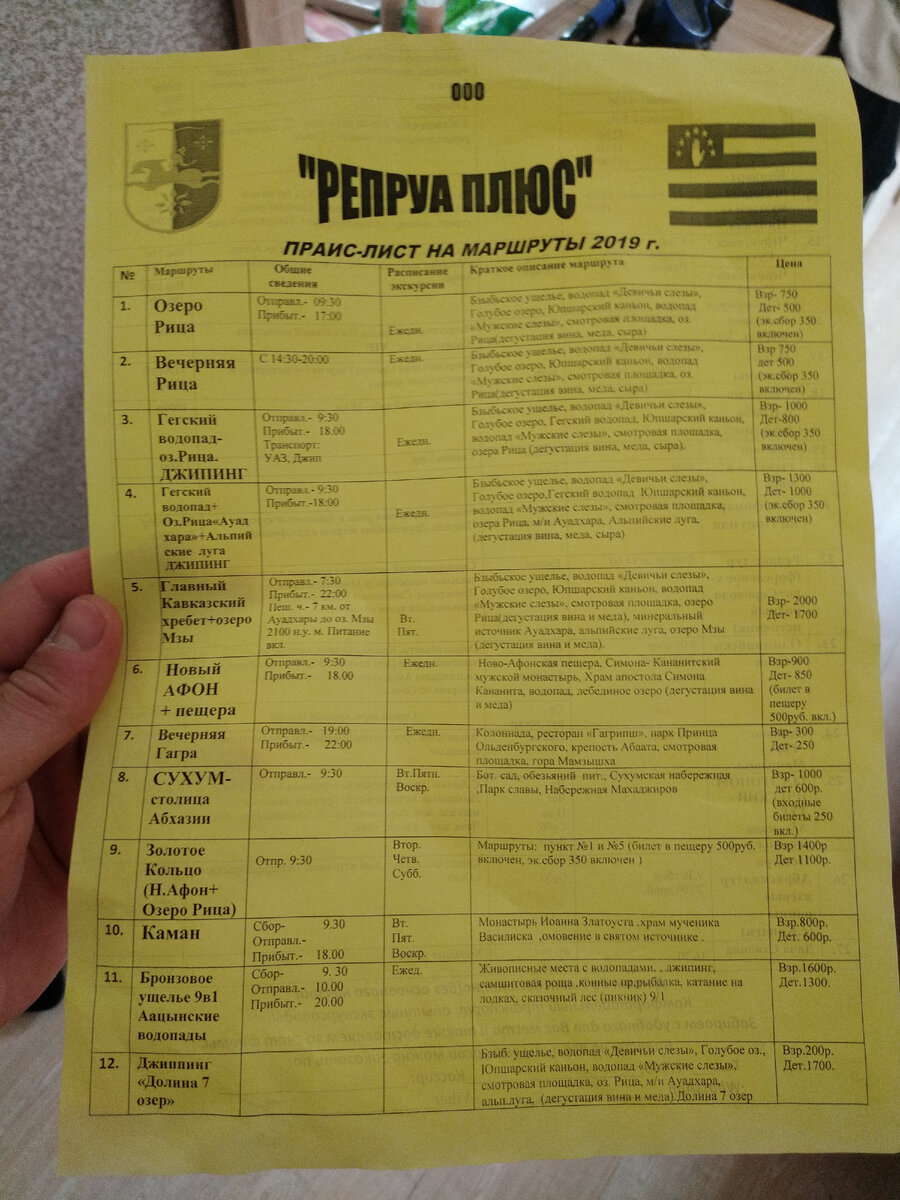 ООО
"РЕПРУА ПЛЮС"
ПРАИС-ЛИСТ НА МАРШРУТЫ 2019 г.
№ Маршруты Общие сведения Расписание экскурсии Краткое описание маршрута Цена
1. Озеро Рица
Отправл.- 09:30
Прибыт.- 17:00
Ежедн.
Бзыбьское ущелье, водопад «Девичьи слезы»,
Голубое озеро, Юпшарский каньон, водопад
«Мужские слезы», смотровая площадка, оз.
Рица(дегустация вина, меда, сыра)
Взр- 750
Дет- 500
(эк.сбор 350
включен)
2. Вечерняя
Рица
С 14:30-20:00
Ежедн.
Бзыбьское ущелье, водопад «Девичьи слезы»,
Голубое озеро, Юпшарский каньон, водопад
«Мужские слезы», смотровая площадка, оз.
Рица(дегустация вина, меда, сыра)
Взр 750
дет 500
(эк.сбор 350
включен)
3. Гегский
водопад-
оз.Рица.
ДЖИПИНГ
Отправл.- 9:30
Прибыт.- 18.00
Транспорт:
УАЗ, Джип
Ежедн.
Бзыбьское ущелье, водопад «Девичьи слезы»,
Голубое озеро, Гегский водопад, Юпшарский каньон,
водопад «Мужские слезы», смотровая площадка,
озера Рица (дегустация вина, меда, сыра).
Взр- 1000
Дет-800
(эк.сбор 350
включен)
4. Гегский
водопад+
Оз.Рица«Ауад
хара»+Альпий
ские луга
ДЖИПИНГ
Отправл.-9:30
Прибыт.-18:00
Ежедн.
Бзыбьское ущелье, водопад «Девичьи слезы»,
Голубое озеро,Гегский водопад Юпшарский каньон,
водопад «Мужские слезы», смотровая площадка,
озера Рица, м/и Ауадхара, Альпийские луга,
(дегустация вина, меда, сыра)
Взр- 1300
Дет- 1000
(эк.сбор 350
включен)
5. Главный
Кавказский
хребет+озеро
Мзы
Отправл.- 7:30
Прибыт.- 22:00
Пеш. ч.- 7 км. от
Ауадхары до оз. Мзы
2100 н.у. м. Питание
вкл.
Вт.
Пят.
Бзыбьское ущелье, водопад «Девичьи слезы»,
Голубое озеро, Юпшарский каньон, водопад
«Мужские слезы», смотровая площадка, озеро
Рица(дегустация вина и меда). минеральный
источник Ауадхара, альпийские луга, озеро Мзы
(дегустация вина и меда).
Взр- 2000
Дет- 1700
6. Новый
АФОН
+ пещера
Отправл.- 9:30
Прибыт.- 18.00
Ежедн.
Ново-Афонская пещера, Симона- Кананитский
мужской монастырь, Храм апостола Симона
Кананита, водопад, лебединое озеро (дегустация вина
и меда)
Взр-900
Дет- 850
(билет в
пещеру
500руб. вкл.)
7. Вечерняя
Гагра
Отправл.- 19:00
Прибыт.- 22:00
Ежедн.
Колоннада, ресторан «Гагрипш», парк Принца
Ольденбургского, крепость Абаата, смотровая
площадка, гора Мамзышха
Взр- 300
Дет- 250
8. СУХУМ-
столица
Абхазии
Отправл.- 9:30
Вт.Пятн.
Воскр.
Бот. сад, обезьяний пит., Сухумская набережная
.Парк славы, Набережная Махаджиров
Взр- 1000
дет 600р.
(входные
билеты 250
вкл.)
9. Золотое
Кольцо
(Н.Афон+
Озеро Рица)
Отпр. 9:30
Втор.
Четв.
Субб.
Маршруты: пункт №1 и №5 (билет в пещеру 500руб.
включен, эк.сбор 350 включен )
Взр 1400р
Дет 1100р.
10. Каман
Сбор- 9.30
Отправл.-
Прибыт.- 18.00
Вт.
Пят.
Воскр.
Монастырь Иоанна Златоуста ,храм мученика
Василиска ,омовение в святом источнике .
Взр.800р.
Дет. 600р.
11. Бронзовое
ущелье 9в1
Аацынские
водопады
Сбор- 9. 30
Отправл.- 10.00
Прибыт.- 20.00
Ежед.
Живописные места с водопадами, , джипинг,
самшитовая роща ,конные пр,рыбалка, катание на
лодках, сказочный лес (пикник) 9/1
Взр.1600р.
Дет.1300.
12. Джиппинг
«Долина 7
озер»
Бзыб. ущелье, водопад «Девичьи слезы», Голубое оз.,
Юпшарский каньон, водопад «Мужские слезы»,
смотровая площадка, оз. Рица, м/и Ауадхара,
альп.луга, (дегустация вина и меда).Долина 7 озер
Взр.200р.
Дет.1700.